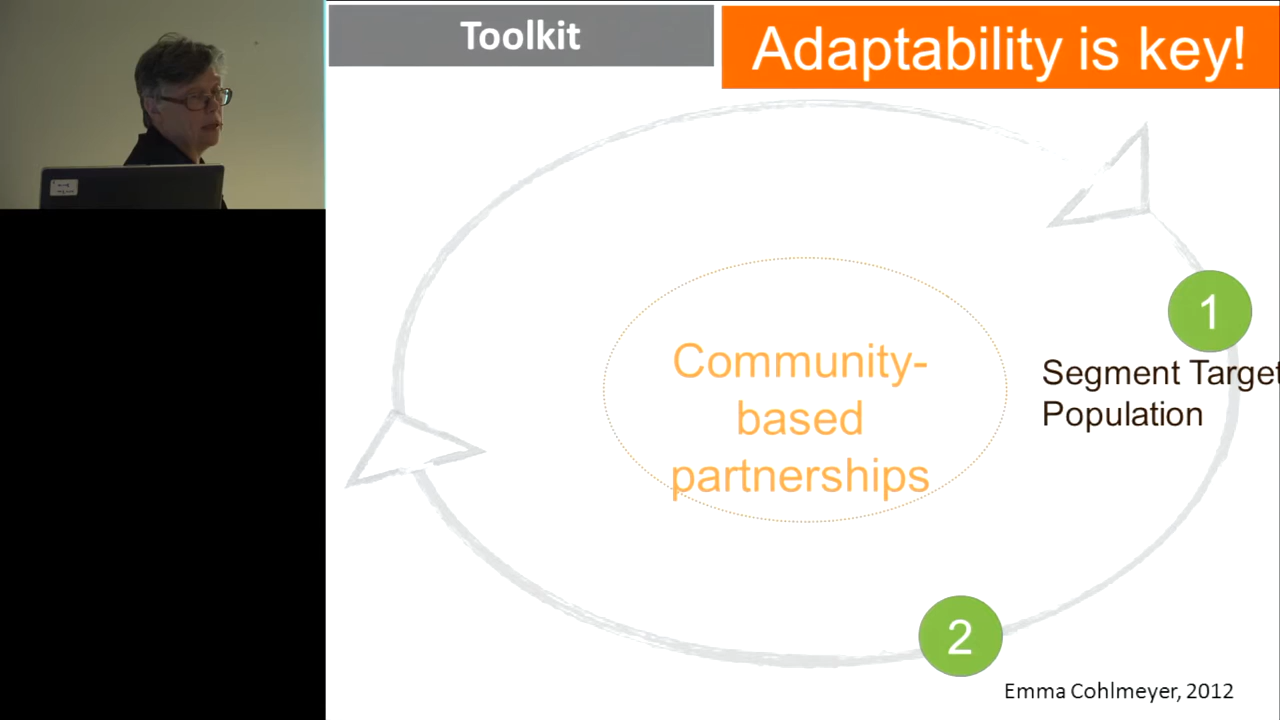 Toolkit
Adaptability is key!
1
Segment Target
Population
Community-
based
partnerships
2
Emma Cohlmeyer, 2012